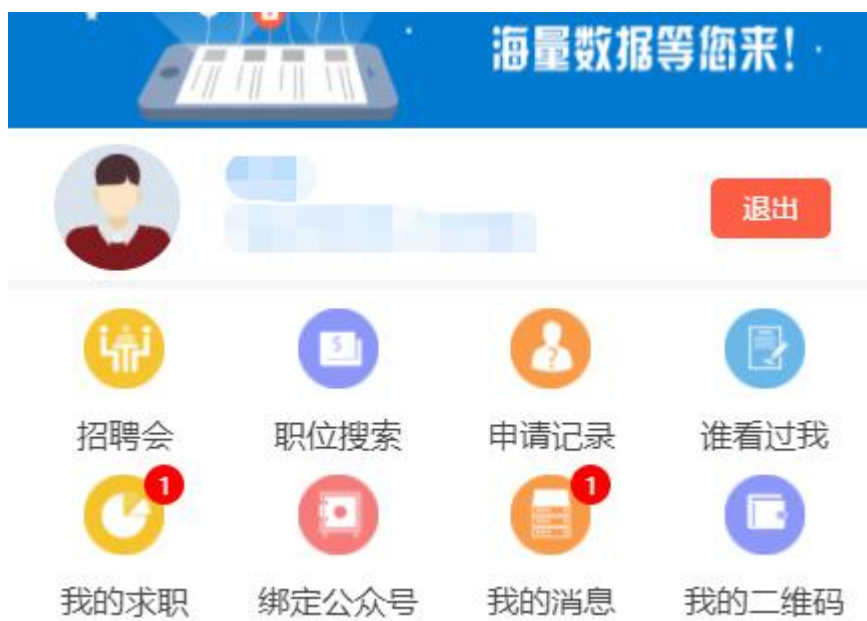 海量数据等您来!
退出
招聘会 职位搜索 申请记录 谁看过我
1 1
我的求职 绑定公众号 我的消息 我的二维码